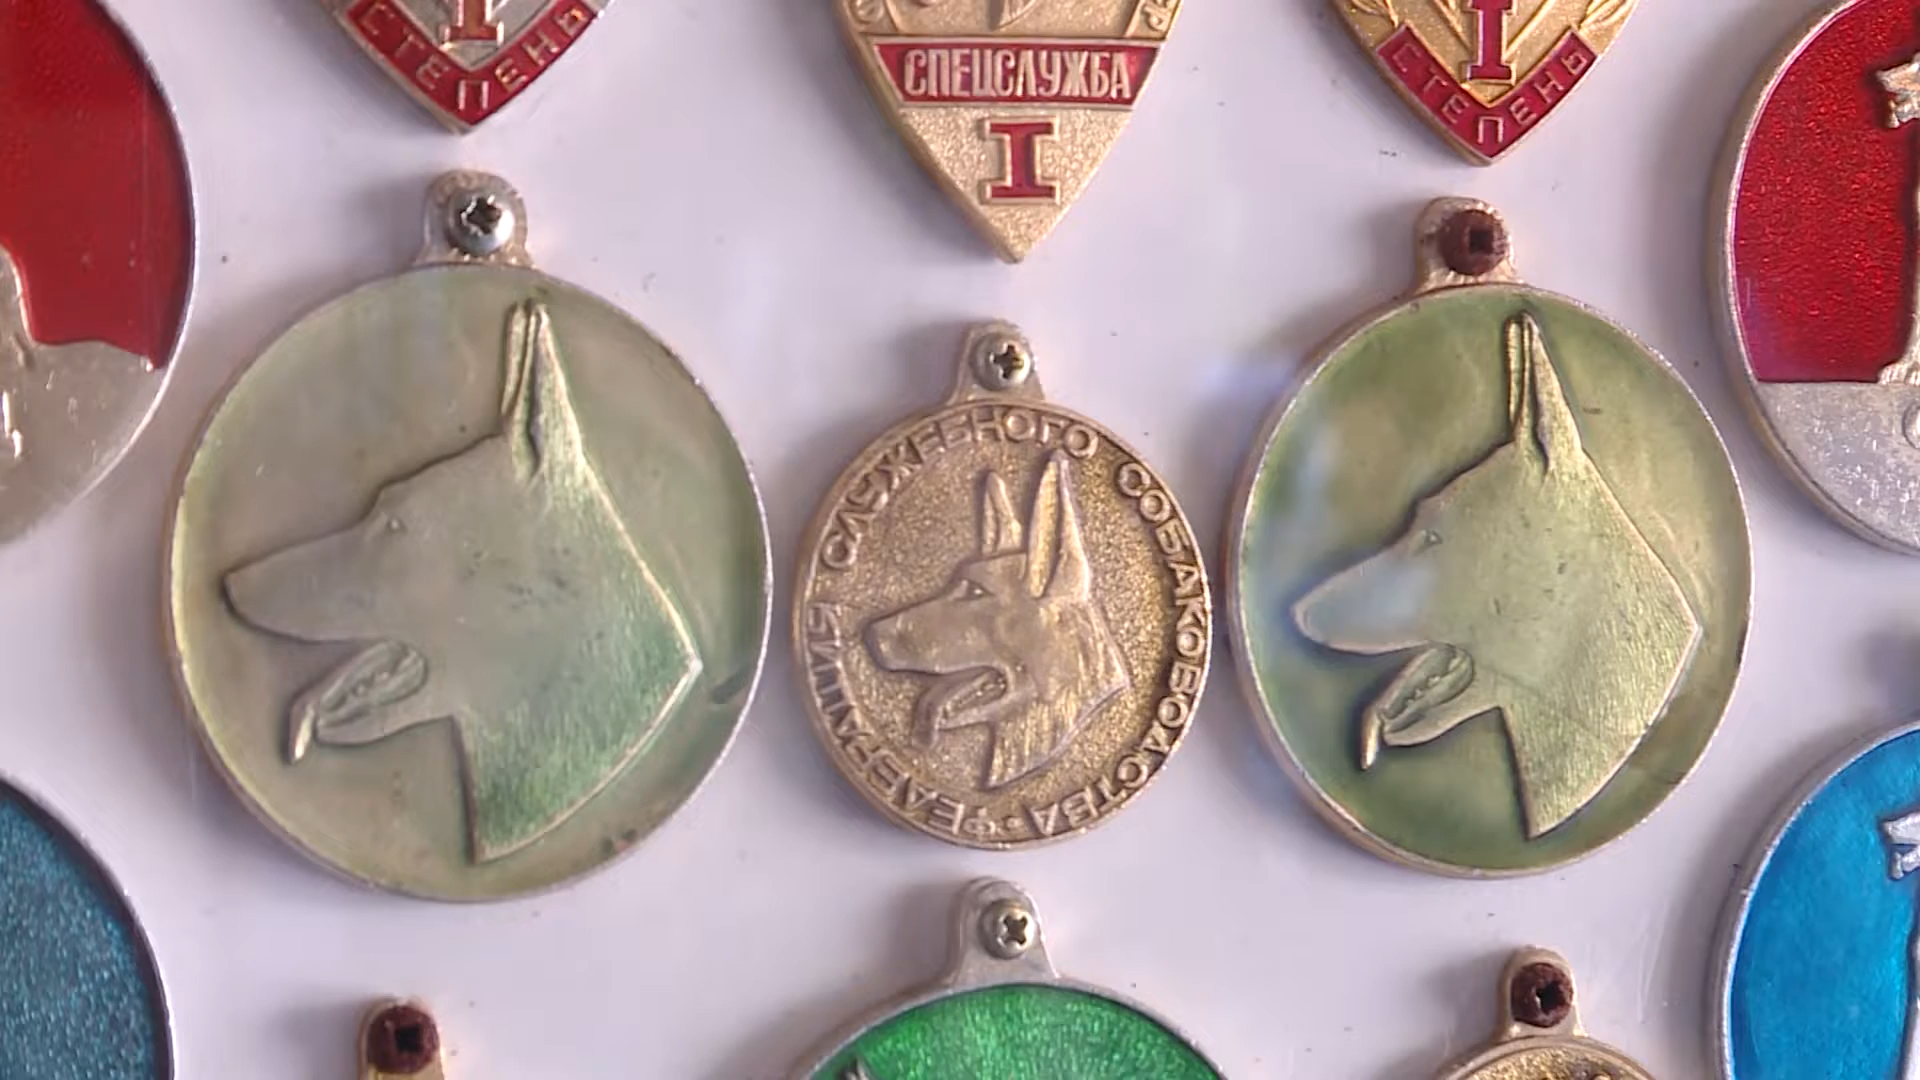 I
СТЕПЕНЬ
СПЕЦСЛУЖБА
I
I
СТЕПЕНЬ
ФЕДЕРАЦИЯ СЛУЖЕБНОГО СОБАКОВОДСТВА